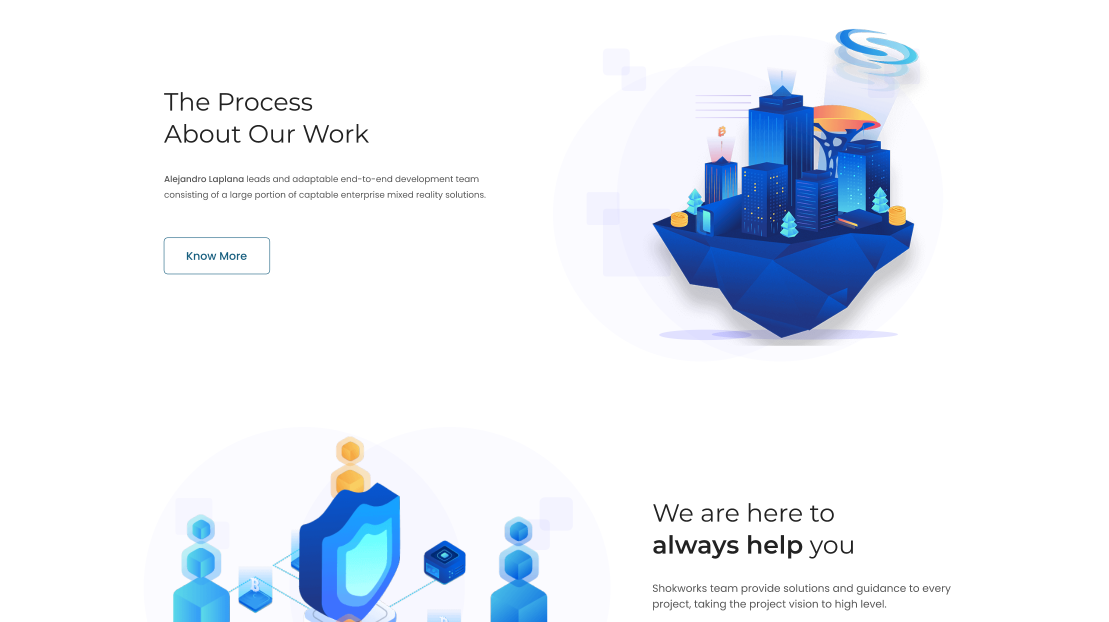 The Process
About Our Work
Alejandro Laplana leads and adaptable end-to-end development team
consisting of a large portion of captable enterprise mixed reality solutions.
Know More
We are here to
always help you
Shokworks team provide solutions and guidance to every
project, taking the project vision to high level.